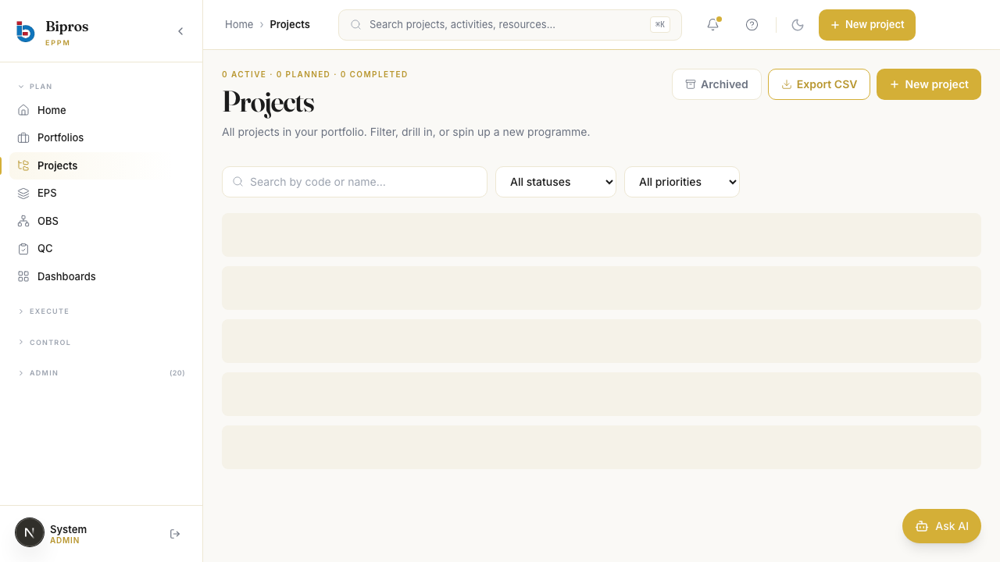 Bipros
EPPM
PLAN
Home
Portfolios
Projects
EPS
OBS
QC
Dashboards
EXECUTE
CONTROL
ADMIN (20)
N
System
ADMIN
Home › Projects
Search projects, activities, resources... ⌘K
New project
0 ACTIVE · 0 PLANNED · 0 COMPLETED
Projects
All projects in your portfolio. Filter, drill in, or spin up a new programme.
Archived
Export CSV
New project
Search by code or name...
All statuses
All priorities
Ask AI